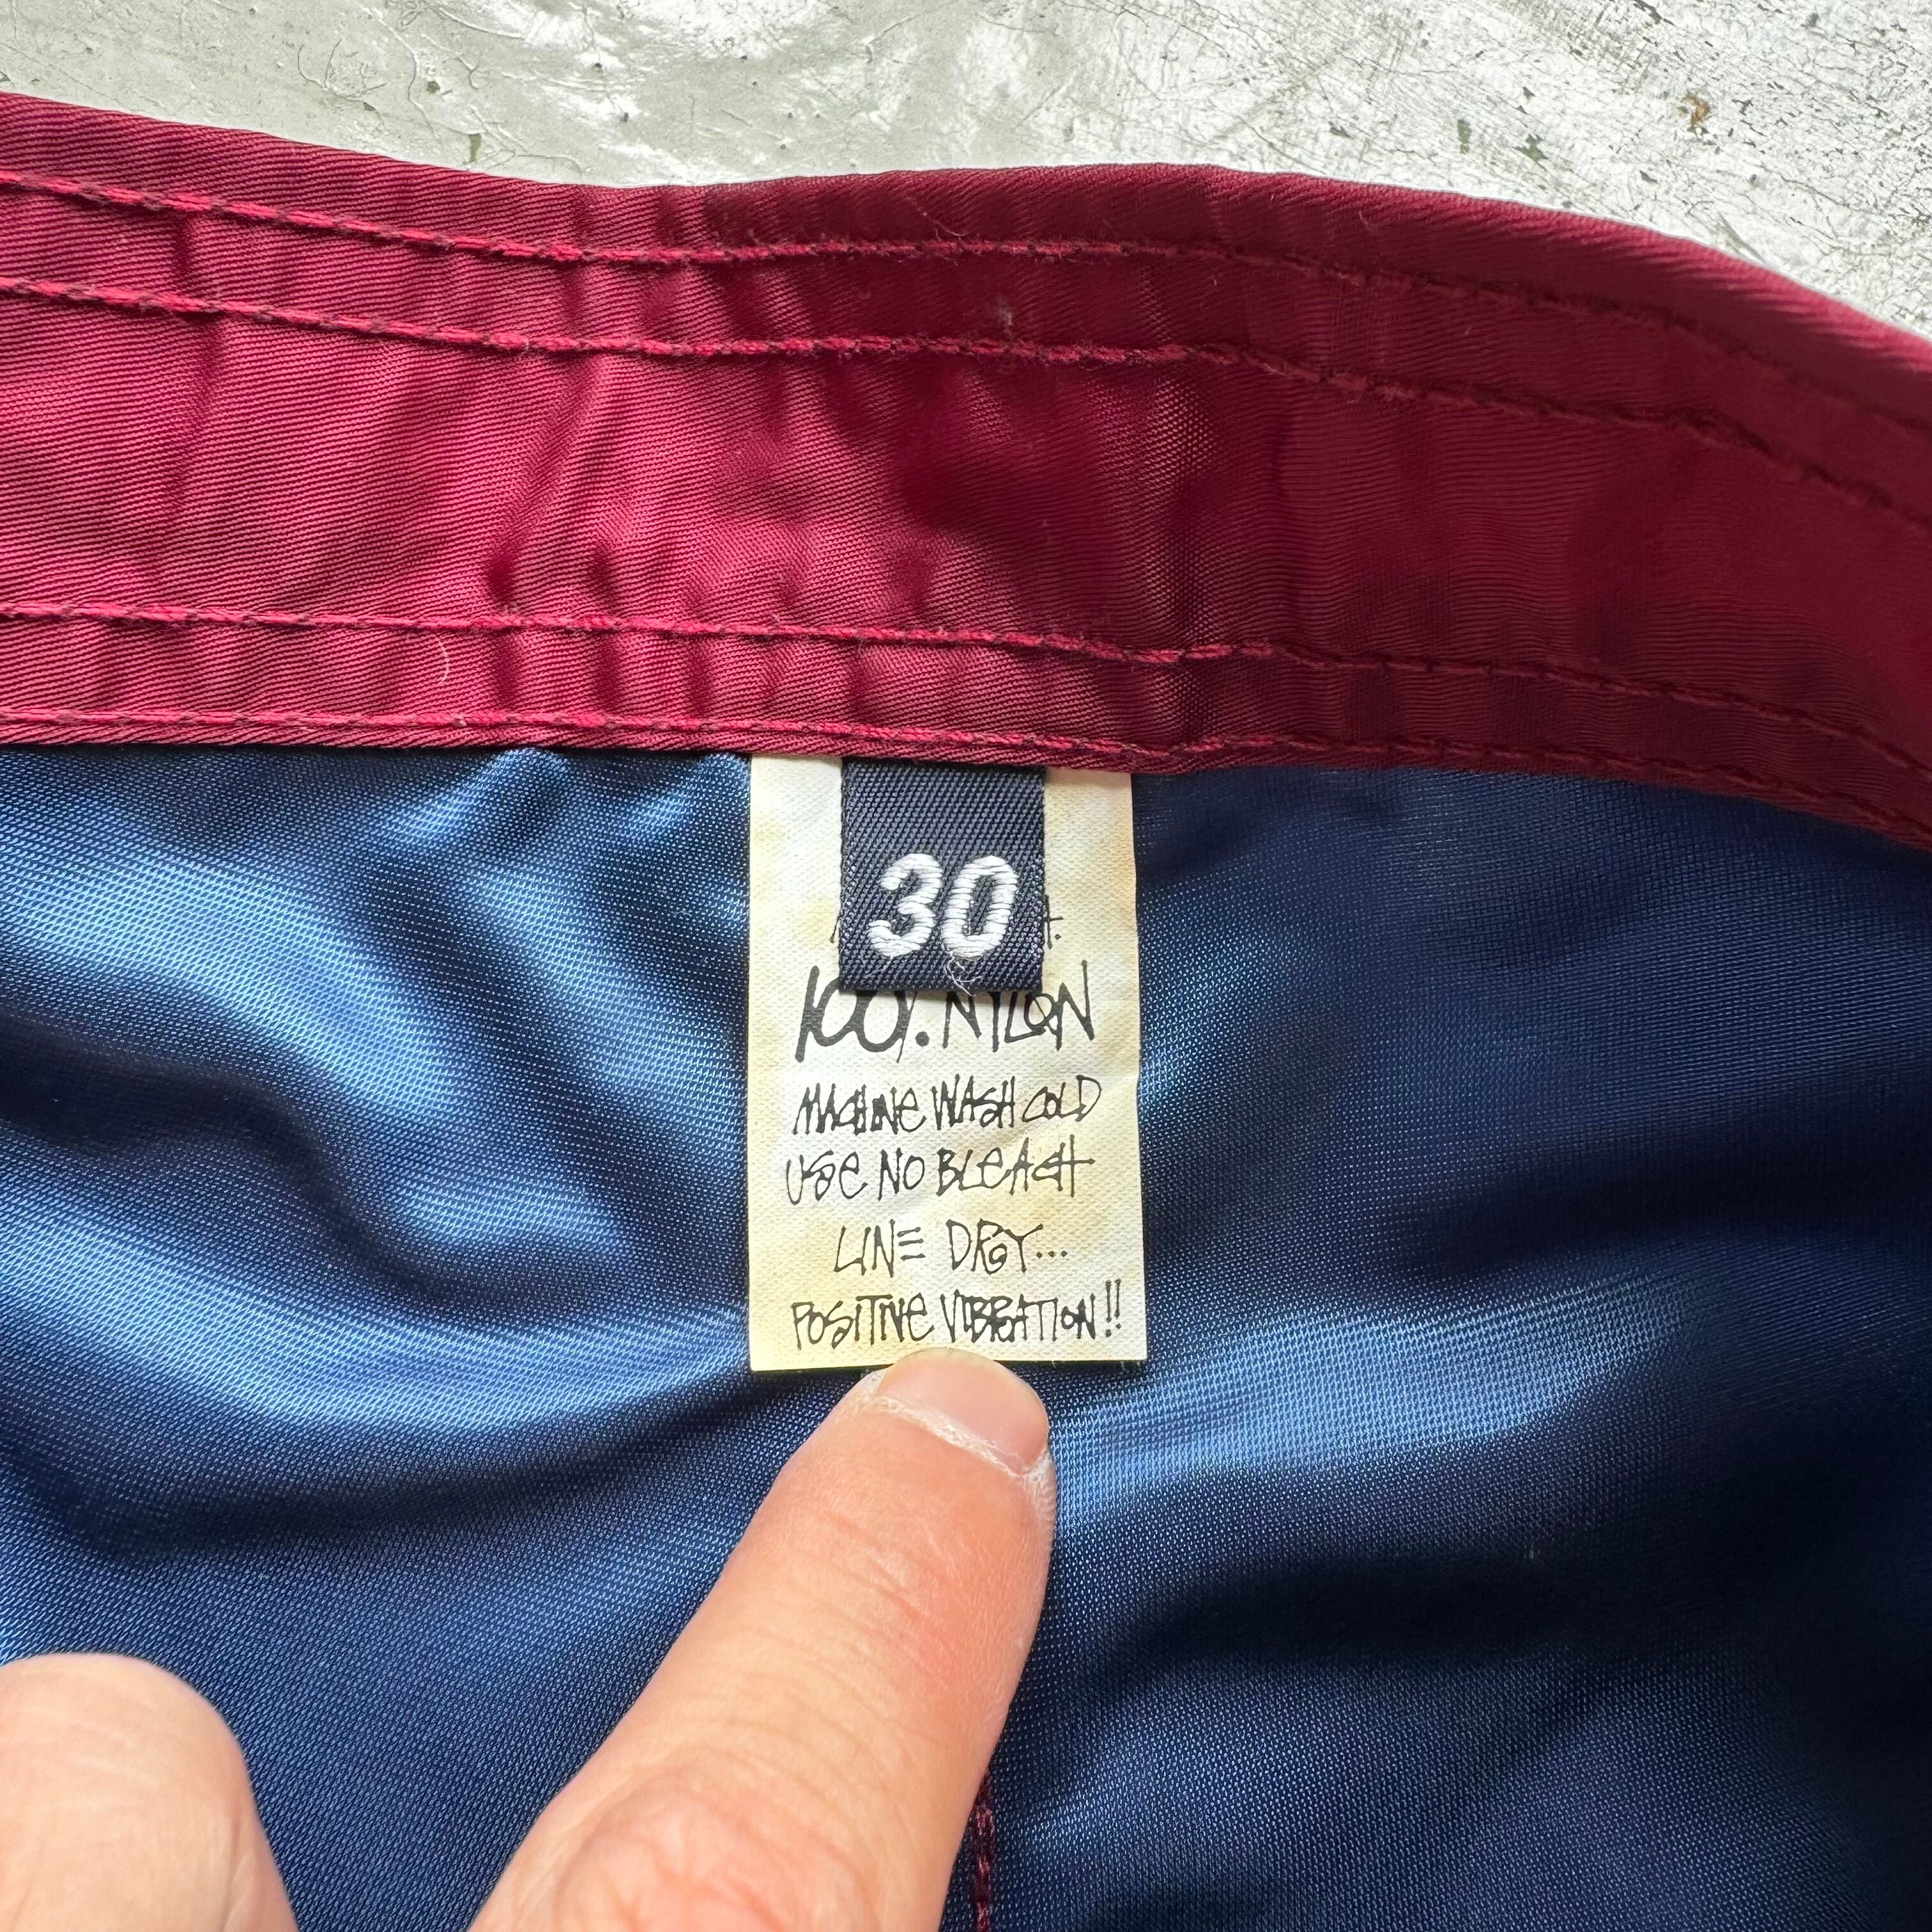 30
100%. NYLON
MACHINE WASH COLD
USE NO BLEACH
LINE DRY...
POSITIVE VIBRATION!!